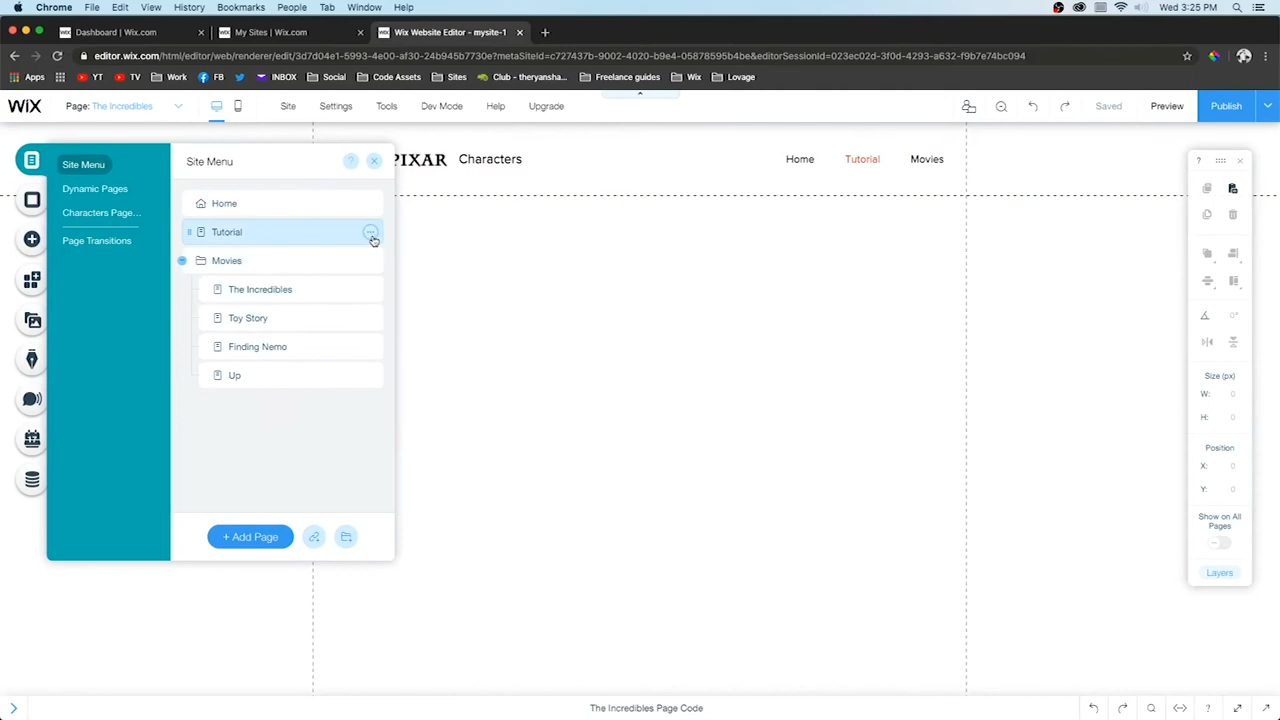 Chrome File Edit View History Bookmarks People Tab Window Help Wed 3:25 PM
Dashboard | Wix.com My Sites | Wix.com Wix Website Editor - mysite-1
editor.wix.com/html/editor/web/renderer/edit/3d7d04e1-5993-4e00-af30-24b945b7730e?metaSiteId=c727437b-9002-4020-b9e4-05878595b4be&editorSessionId=023ec02d-3f0d-4293-a632-f9b7e74bc094
Apps YT TV Work FB INBOX Social Code Assets Sites Club - theryansha... Freelance guides Wix Lovage
WiX Page: The Incredibles Site Settings Tools Dev Mode Help Upgrade Saved Preview Publish
Site Menu
Dynamic Pages
Characters Page...
Page Transitions
Site Menu
Home
Tutorial
Movies
The Incredibles
Toy Story
Finding Nemo
Up
+ Add Page
PIXAR Characters Home Tutorial Movies
?
0°
Size (px)
W: 0
H: 0
Position
X: 0
Y: 0
Show on All
Pages
Layers
The Incredibles Page Code
?